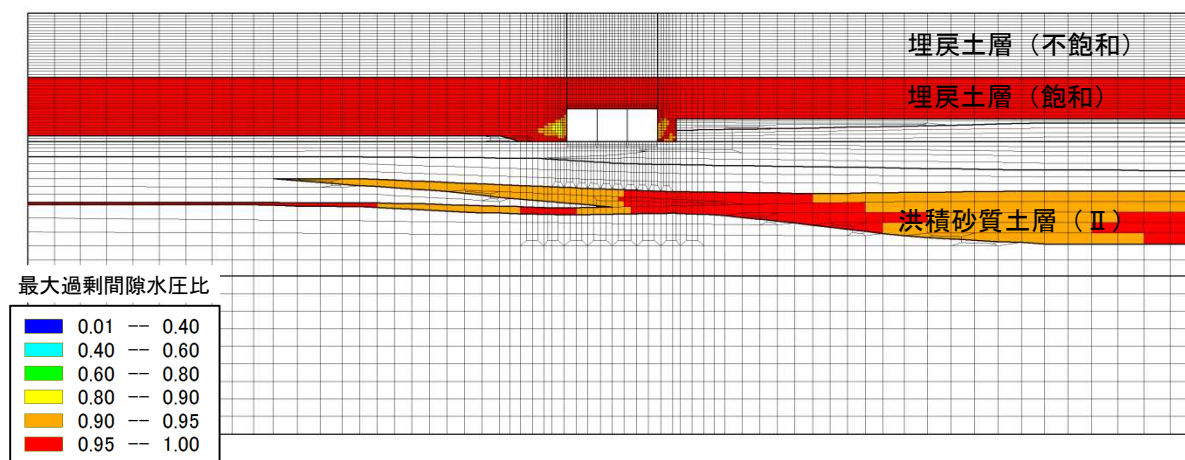 埋戻土層（不飽和）
埋戻土層（飽和）
洪積砂質土層（Ⅱ）
最大過剰間隙水圧比
0.01 -- 0.40
0.40 -- 0.60
0.60 -- 0.80
0.80 -- 0.90
0.90 -- 0.95
0.95 -- 1.00